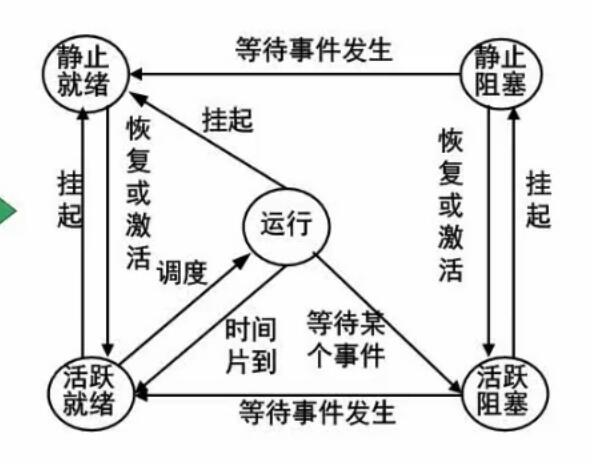 等待事件发生
静止
就绪
静止
阻塞
挂起
恢复或激活
挂起
运行
恢复或激活
挂起
调度
时间
片到
等待某
个事件
活跃
就绪
活跃
阻塞
等待事件发生